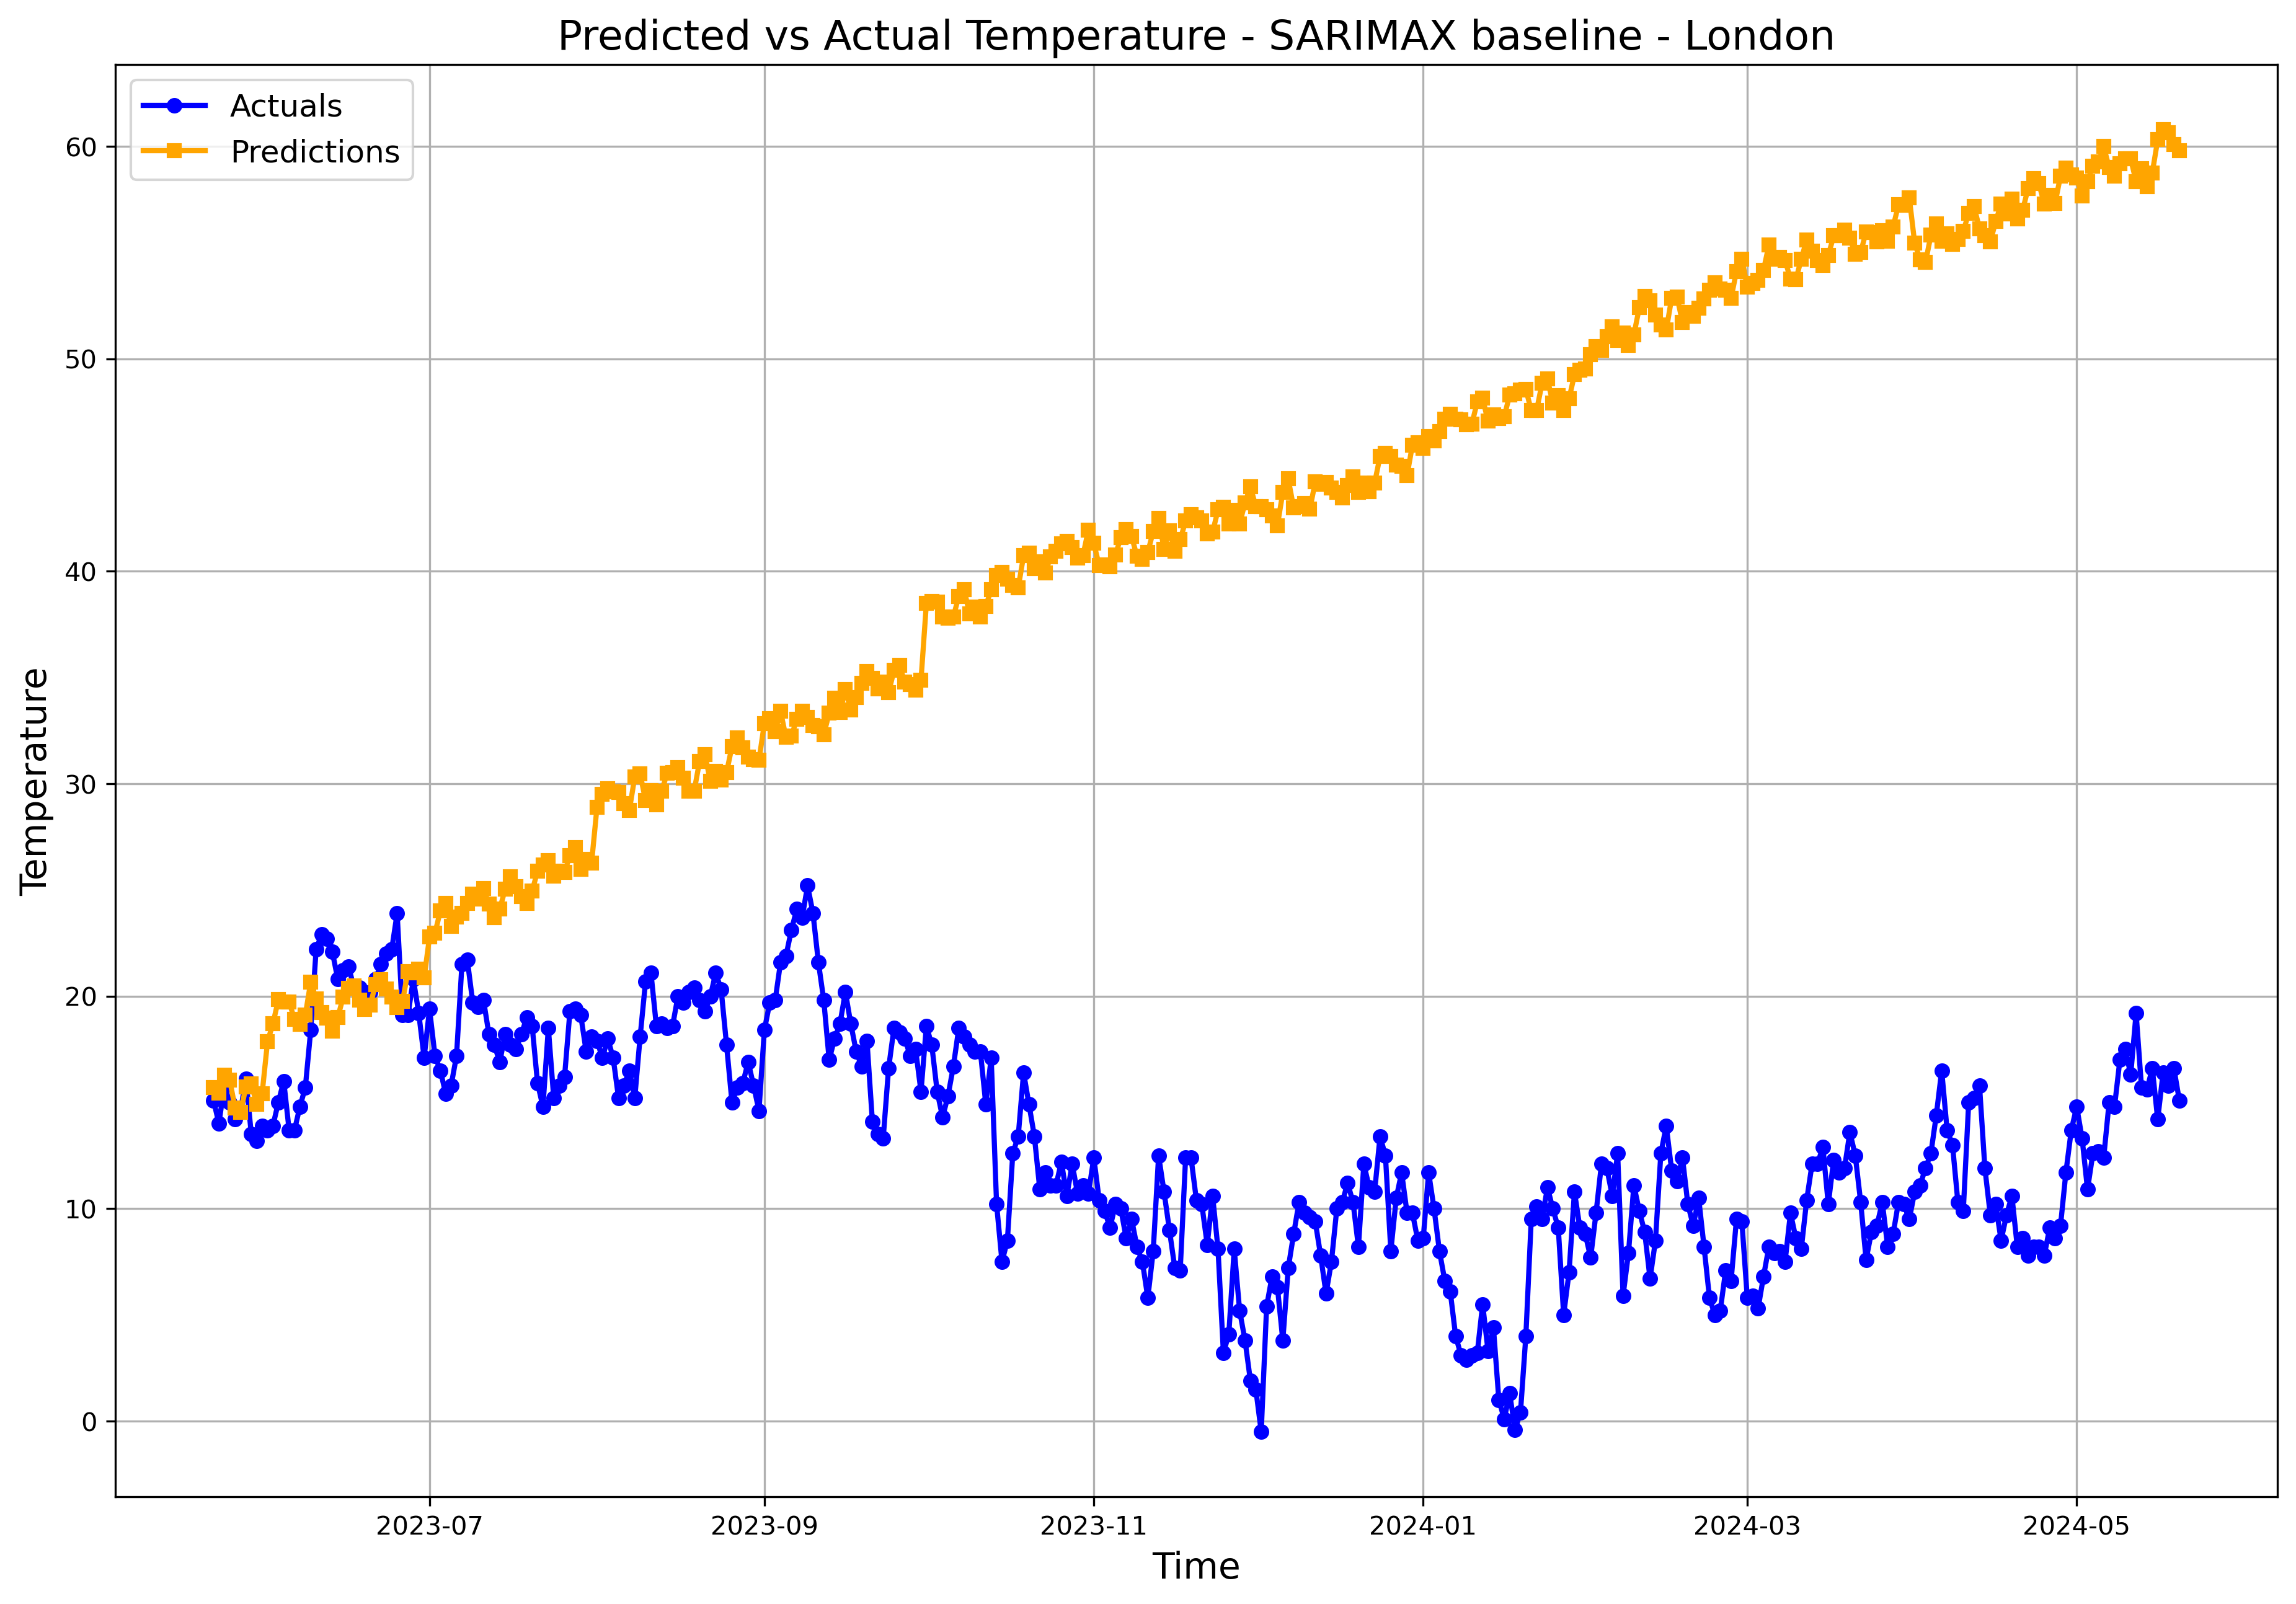 Predicted vs Actual Temperature - SARIMAX baseline - London
Actuals
Predictions
60
50
40
30
20
10
0
Temperature
2023-07
2023-09
2023-11
2024-01
2024-03
2024-05
Time